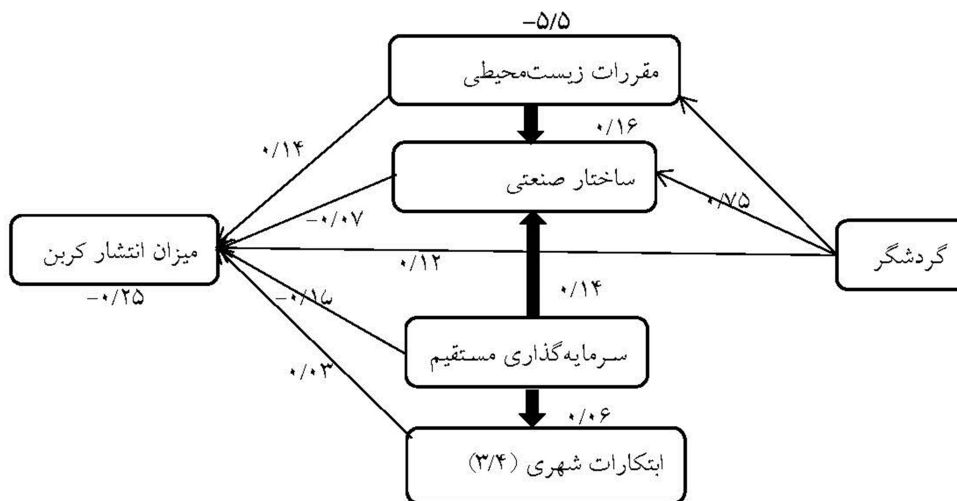 -۵/۵
مقررات زیست‌محیطی
۰/۱۶
۰/۱۴
ساختار صنعتی
۰/۷۵
-۰/۰۷
گردشگر
میزان انتشار کربن
۰/۱۲
-۰/۲۵
-۰/۱۵
۰/۱۴
سرمایه‌گذاری مستقیم
۰/۰۳
۰/۰۶
ابتکارات شهری (۳/۴)